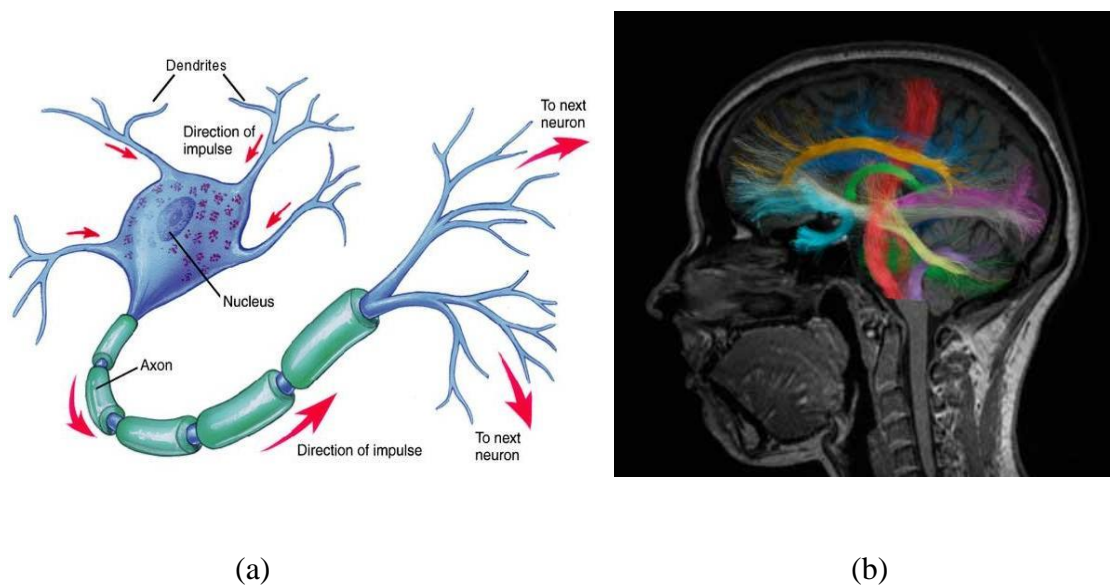 Dendrites
Direction of
impulse
To next
neuron
Nucleus
Axon
Direction of impulse
To next
neuron
(a)
(b)